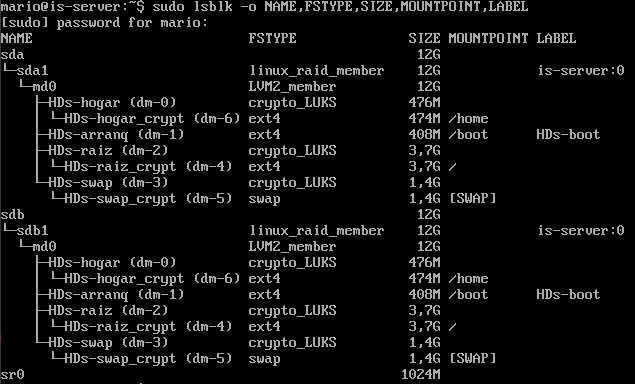 mario@is-server:~$ sudo lsblk -o NAME,FSTYPE,SIZE,MOUNTPOINT,LABEL
[sudo] password for mario:
NAME                          FSTYPE            SIZE MOUNTPOINT LABEL
sda                                              12G
└─sda1                        linux_raid_member  12G            is-server:0
  └─md0                       LVM2_member        12G
    ├─HDs-hogar (dm-0)        crypto_LUKS       476M
    │ └─HDs-hogar_crypt (dm-6) ext4             474M /home
    ├─HDs-arranq (dm-1)       ext4              408M /boot      HDs-boot
    ├─HDs-raiz (dm-2)         crypto_LUKS       3,7G
    │ └─HDs-raiz_crypt (dm-4) ext4              3,7G /
    └─HDs-swap (dm-3)         crypto_LUKS       1,4G
      └─HDs-swap_crypt (dm-5) swap              1,4G [SWAP]
sdb                                              12G
└─sdb1                        linux_raid_member  12G            is-server:0
  └─md0                       LVM2_member        12G
    ├─HDs-hogar (dm-0)        crypto_LUKS       476M
    │ └─HDs-hogar_crypt (dm-6) ext4             474M /home
    ├─HDs-arranq (dm-1)       ext4              408M /boot      HDs-boot
    ├─HDs-raiz (dm-2)         crypto_LUKS       3,7G
    │ └─HDs-raiz_crypt (dm-4) ext4              3,7G /
    └─HDs-swap (dm-3)         crypto_LUKS       1,4G
      └─HDs-swap_crypt (dm-5) swap              1,4G [SWAP]
sr0                                            1024M